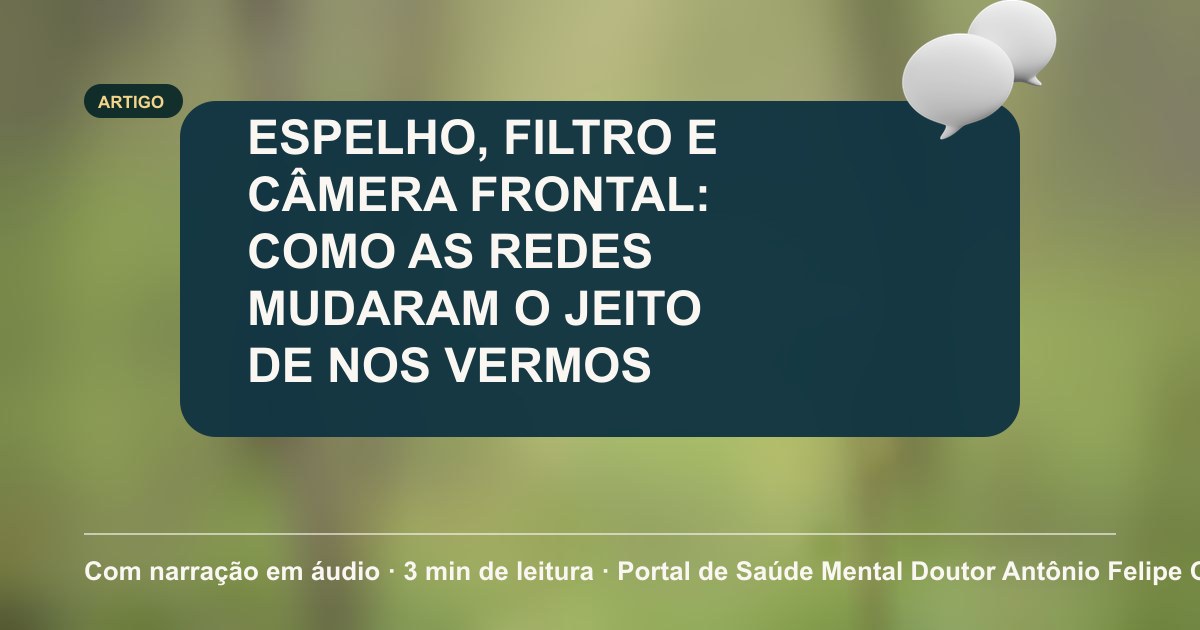 ARTIGO
ESPELHO, FILTRO E
CÂMERA FRONTAL:
COMO AS REDES
MUDARAM O JEITO
DE NOS VERMOS
Com narração em áudio · 3 min de leitura · Portal de Saúde Mental Doutor Antônio Felipe